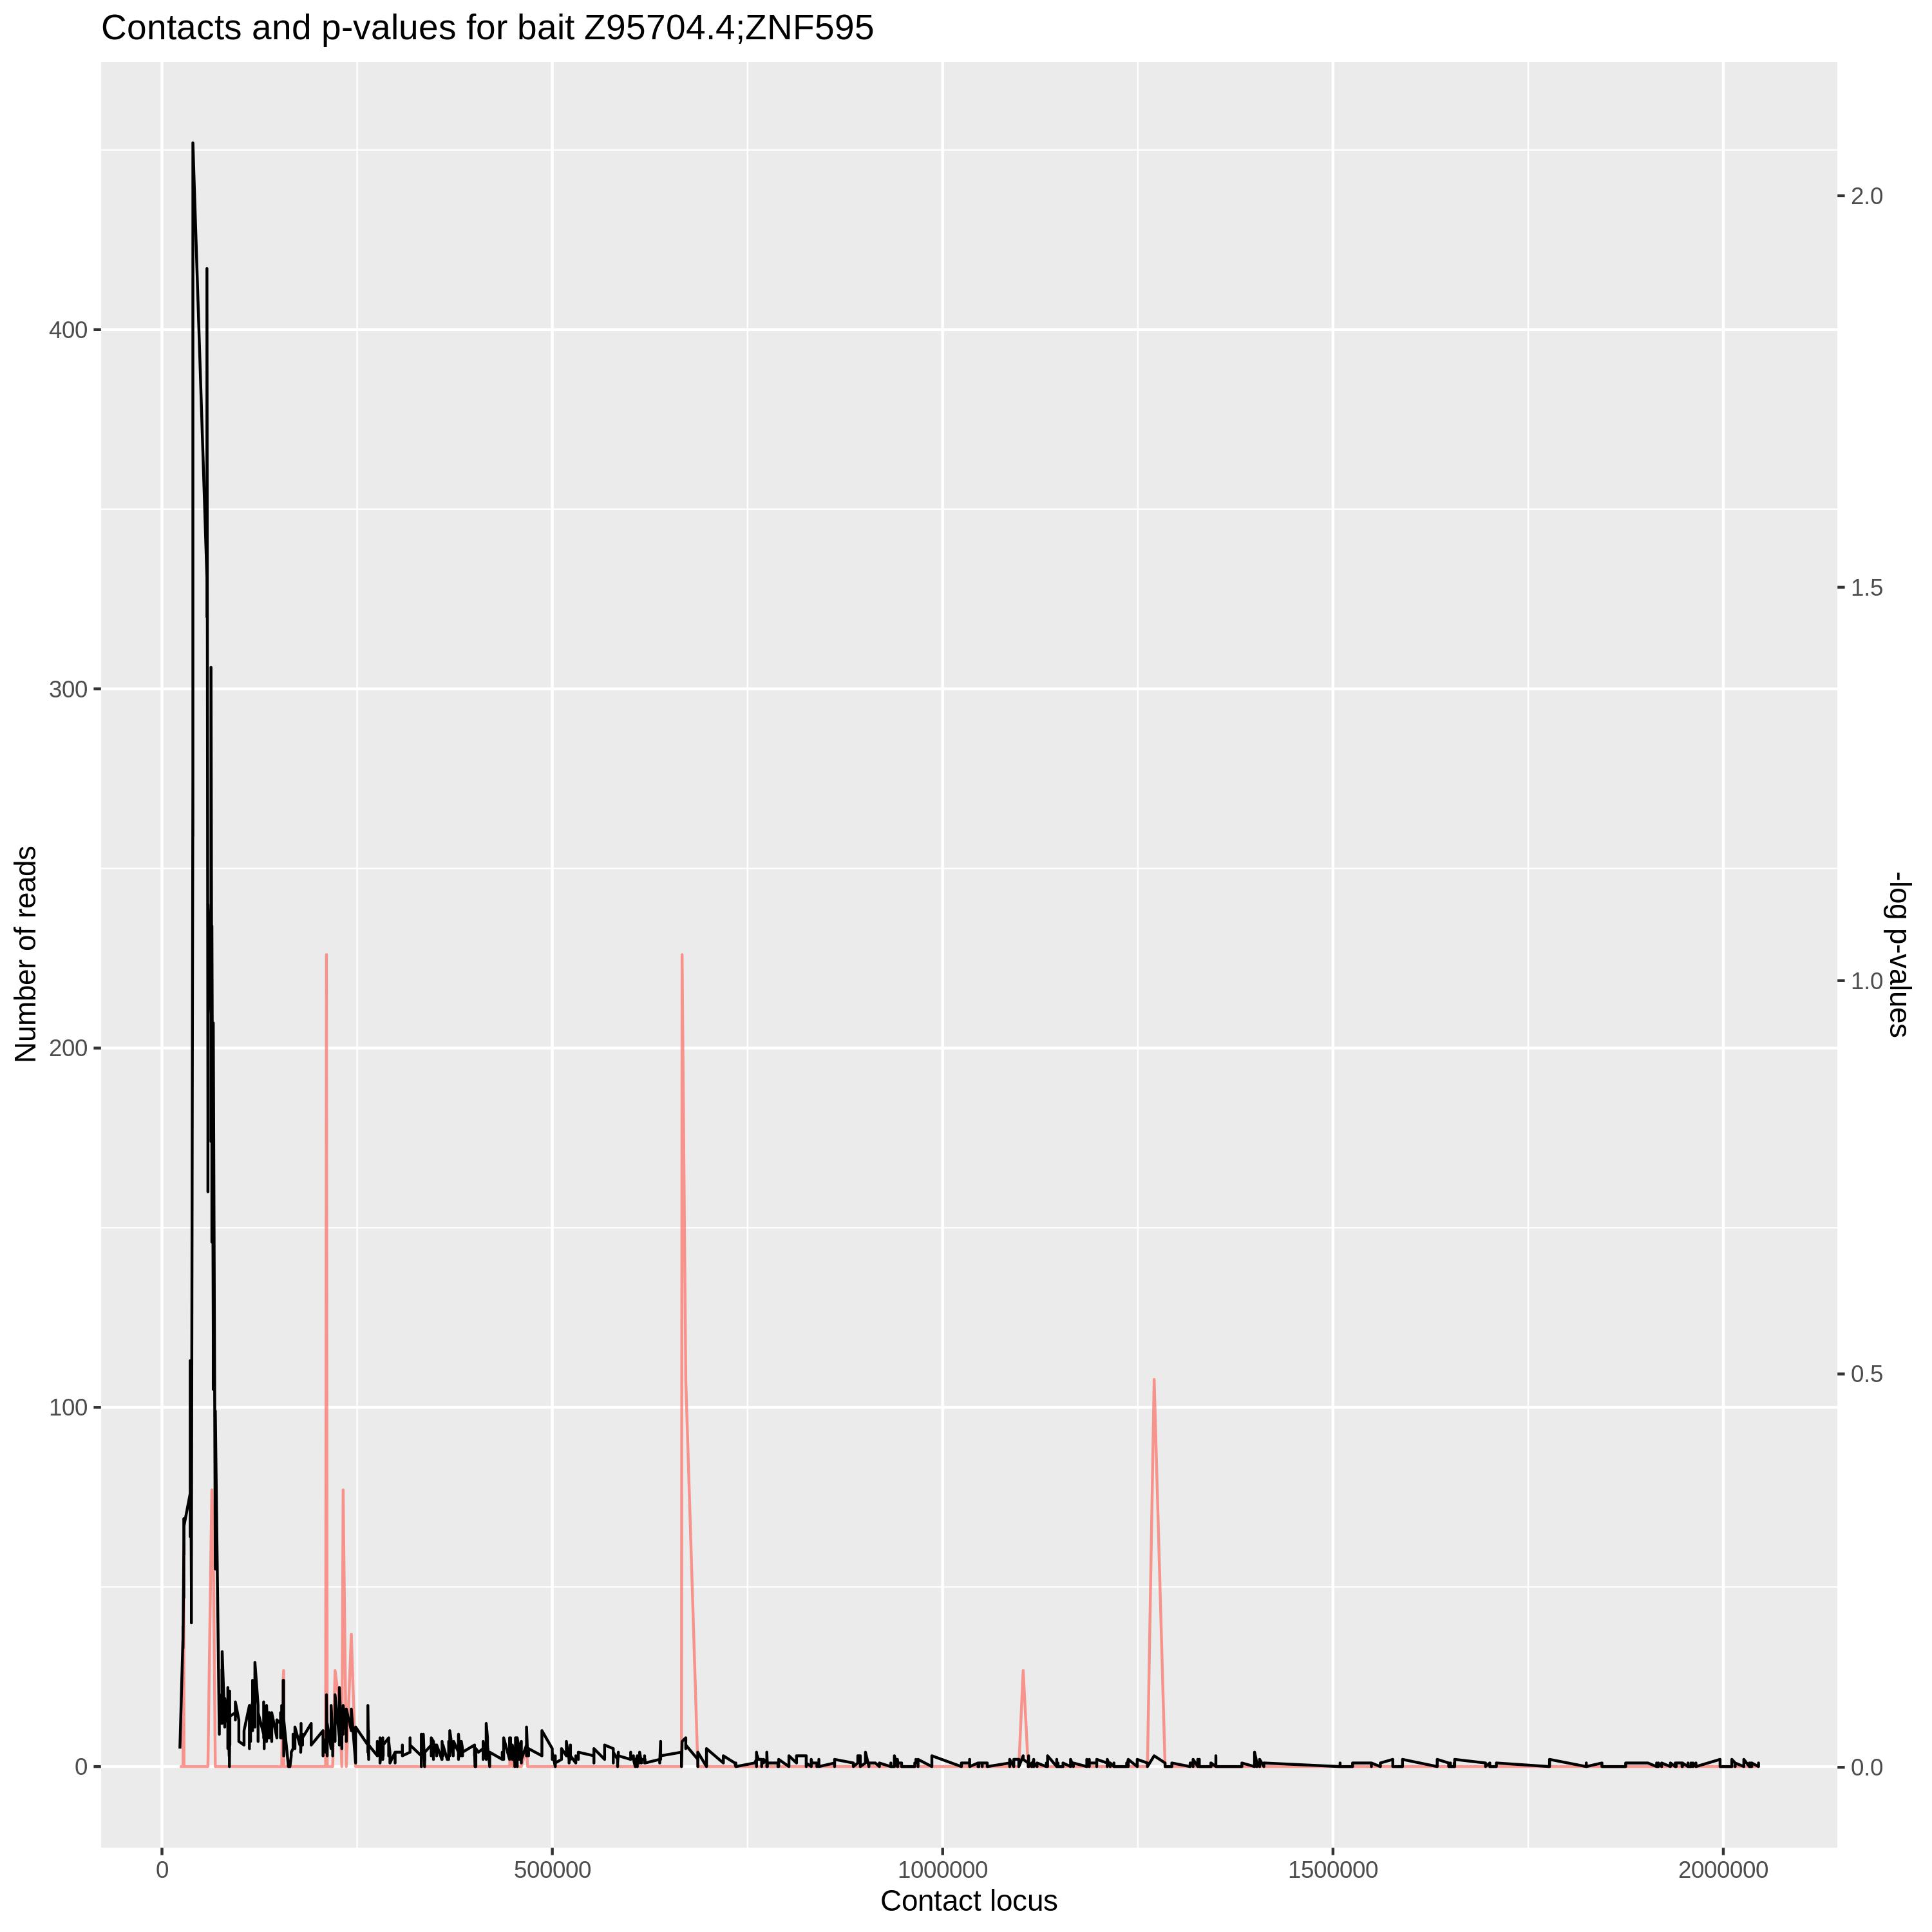 Contacts and p-values for bait Z95704.4;ZNF595
Number of reads
400
300
200
100
0
2.0
1.5
1.0
0.5
0.0
-log p-values
0 500000 1000000 1500000 2000000
Contact locus